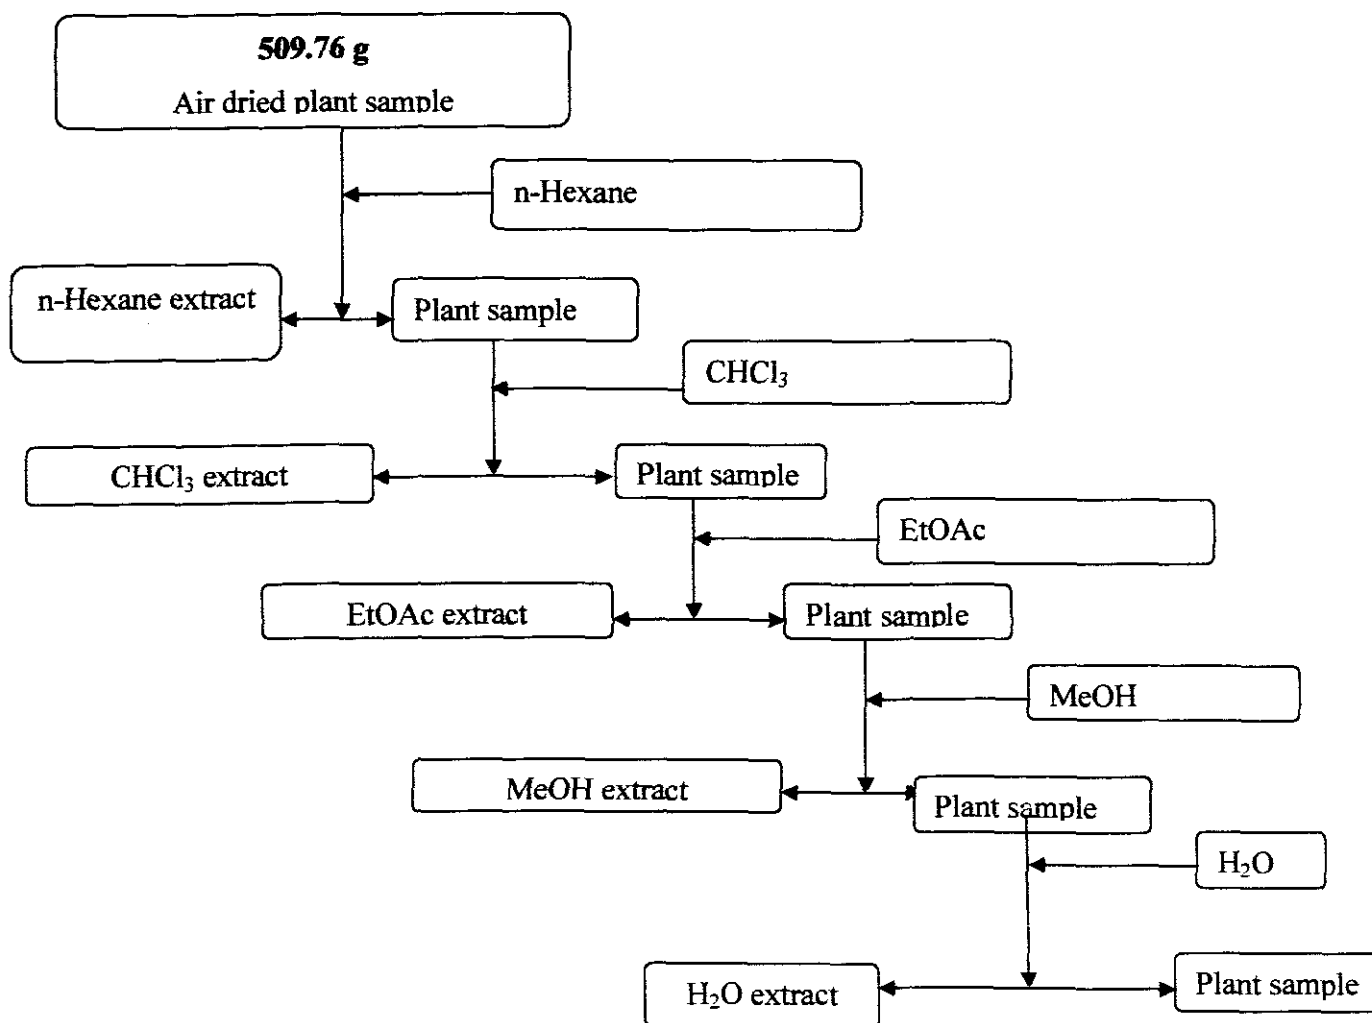 509.76 g
Air dried plant sample
n-Hexane
n-Hexane extract
Plant sample
CHCl₃
CHCl₃ extract
Plant sample
EtOAc
EtOAc extract
Plant sample
MeOH
MeOH extract
Plant sample
H₂O
H₂O extract
Plant sample